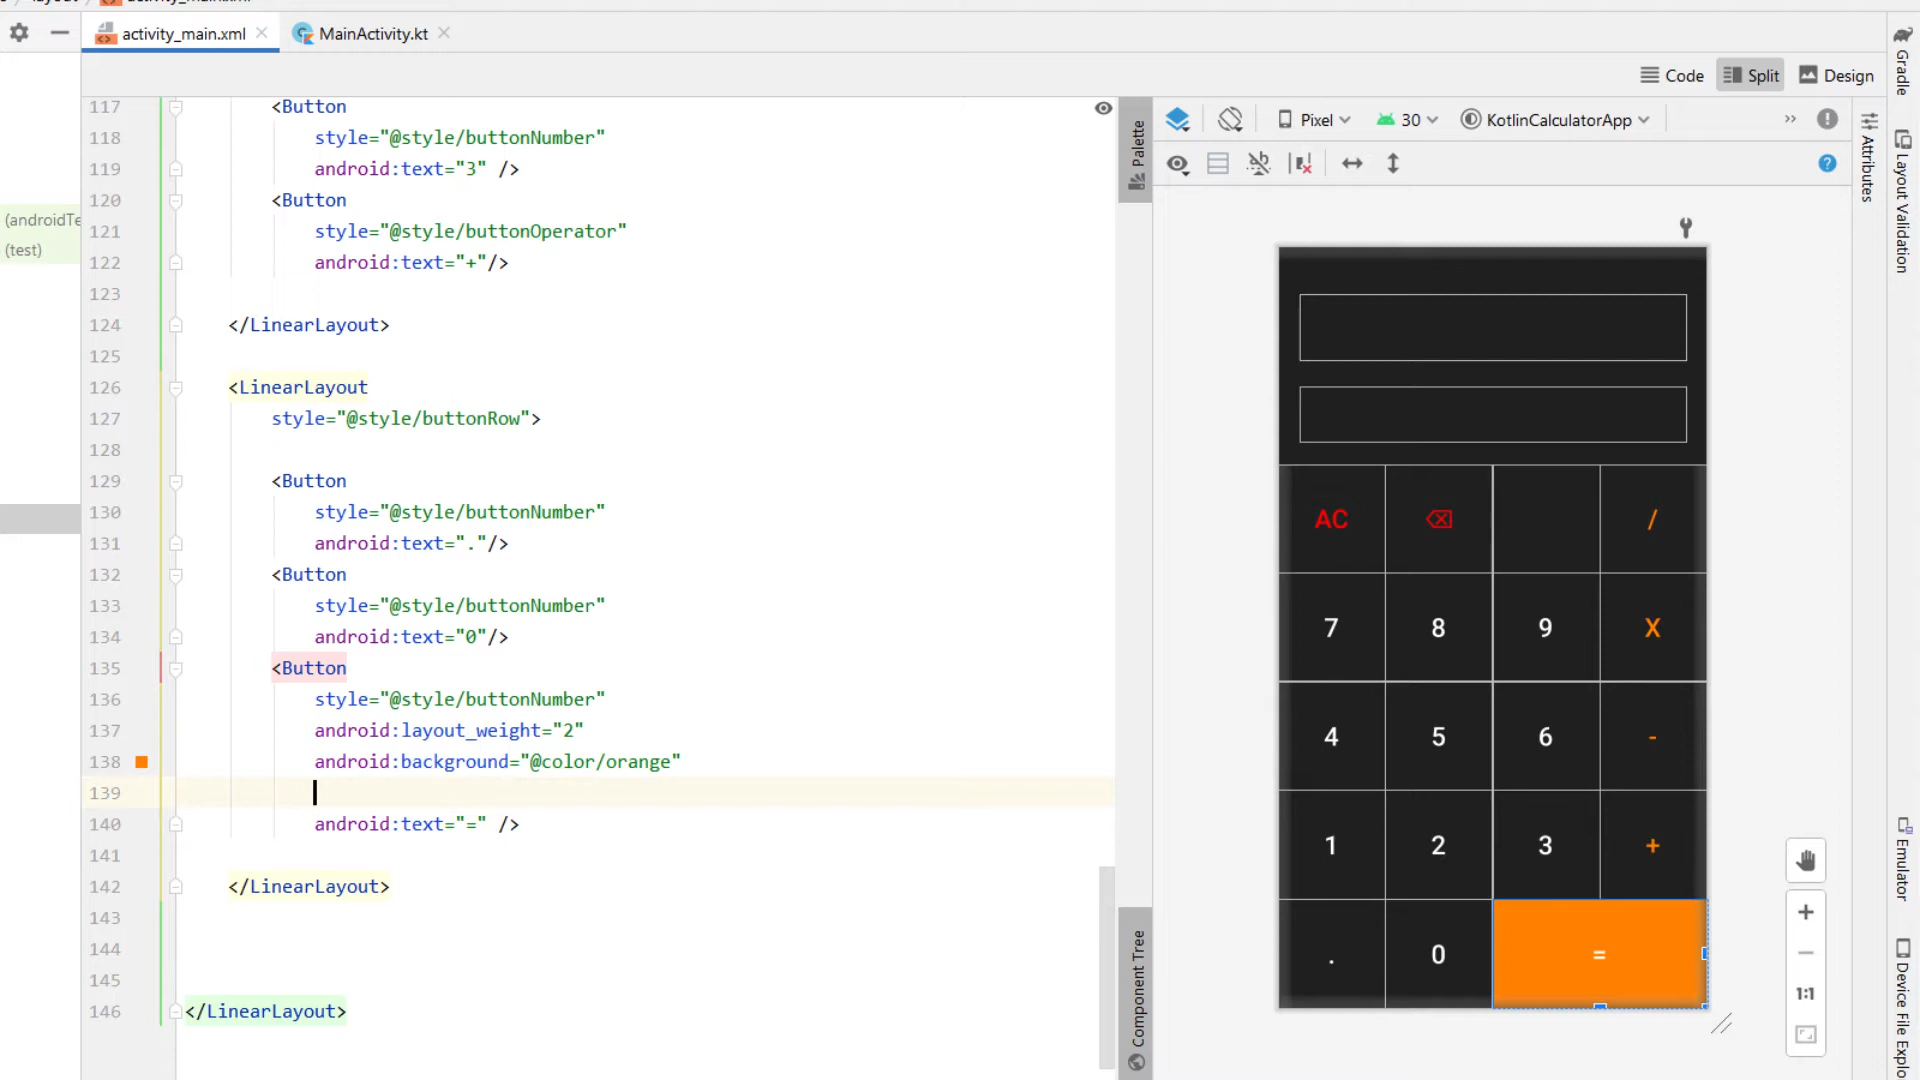 layout
activity_main.xml
activity_main.xml
MainActivity.kt
Code
Split
Design
(androidTe
(test)
117 <Button
118 style="@style/buttonNumber"
119 android:text="3" />
120 <Button
121 style="@style/buttonOperator"
122 android:text="+"/>
123
124 </LinearLayout>
125
126 <LinearLayout
127 style="@style/buttonRow">
128
129 <Button
130 style="@style/buttonNumber"
131 android:text="."/>
132 <Button
133 style="@style/buttonNumber"
134 android:text="0"/>
135 <Button
136 style="@style/buttonNumber"
137 android:layout_weight="2"
138 android:background="@color/orange"
139
140 android:text="=" />
141
142 </LinearLayout>
143
144
145
146 </LinearLayout>
Palette
Component Tree
Pixel
30
KotlinCalculatorApp
AC
/
7 8 9 X
4 5 6 -
1 2 3 +
. 0 =
1:1
Attributes
Gradle
Layout Validation
Emulator
Device File Explo